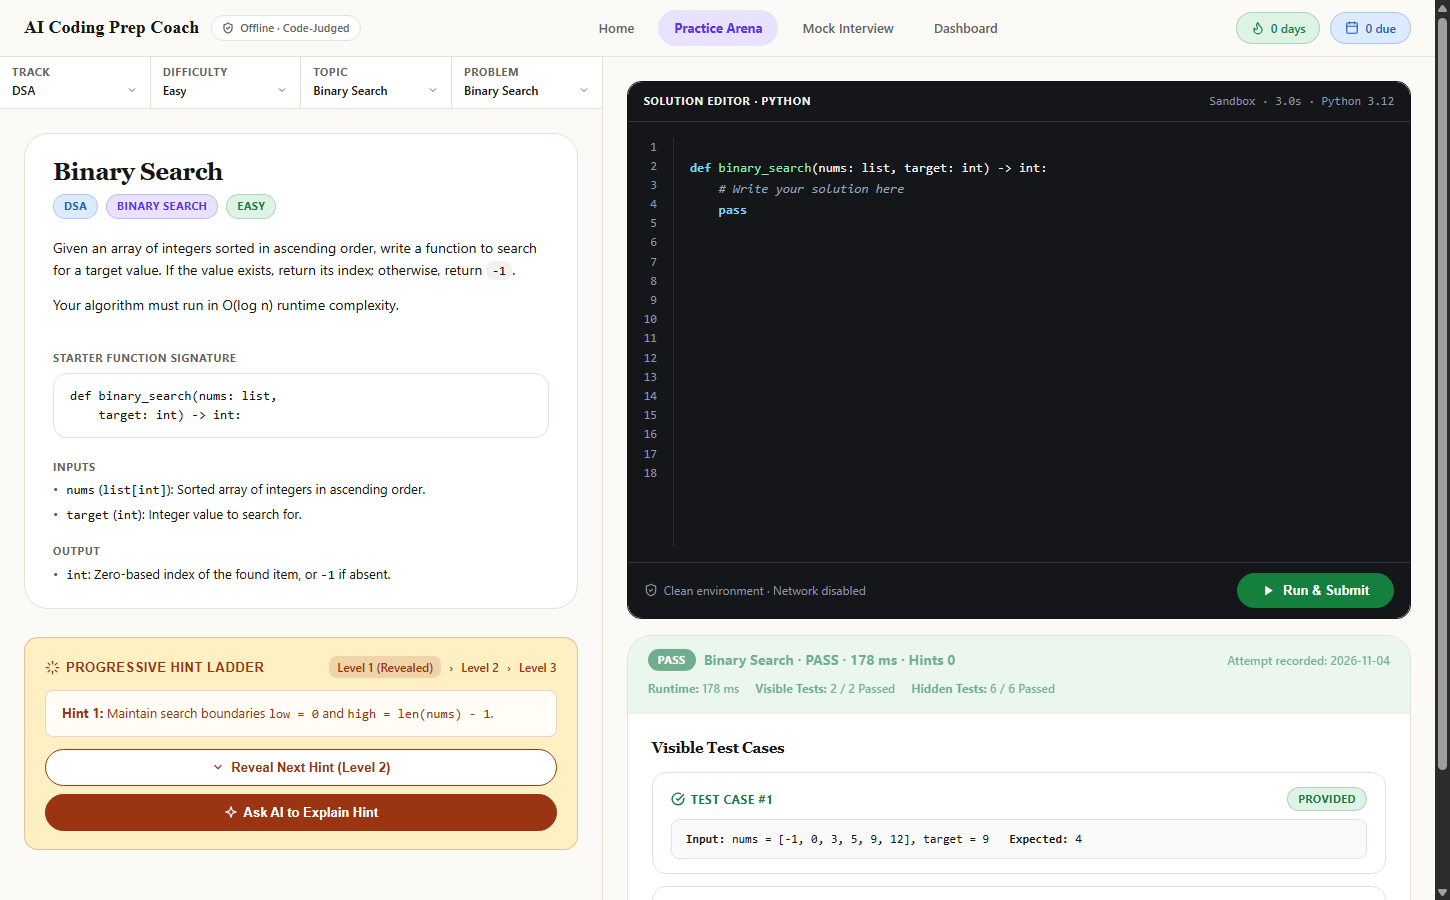 AI Coding Prep Coach
Offline · Code-Judged
Home
Practice Arena
Mock Interview
Dashboard
0 days
0 due
TRACK
DSA
DIFFICULTY
Easy
TOPIC
Binary Search
PROBLEM
Binary Search
Binary Search
DSA
BINARY SEARCH
EASY
Given an array of integers sorted in ascending order, write a function to search
for a target value. If the value exists, return its index; otherwise, return -1 .
Your algorithm must run in O(log n) runtime complexity.
STARTER FUNCTION SIGNATURE
def binary_search(nums: list,
    target: int) -> int:
INPUTS
• nums (list[int]): Sorted array of integers in ascending order.
• target (int): Integer value to search for.
OUTPUT
• int: Zero-based index of the found item, or -1 if absent.
PROGRESSIVE HINT LADDER
Level 1 (Revealed) › Level 2 › Level 3
Hint 1: Maintain search boundaries low = 0 and high = len(nums) - 1.
Reveal Next Hint (Level 2)
Ask AI to Explain Hint
SOLUTION EDITOR · PYTHON
Sandbox · 3.0s · Python 3.12
1
2
3
4
5
6
7
8
9
10
11
12
13
14
15
16
17
18
def binary_search(nums: list, target: int) -> int:
    # Write your solution here
    pass
Clean environment · Network disabled
Run & Submit
PASS
Binary Search · PASS · 178 ms · Hints 0
Attempt recorded: 2026-11-04
Runtime: 178 ms
Visible Tests: 2 / 2 Passed
Hidden Tests: 6 / 6 Passed
Visible Test Cases
TEST CASE #1
PROVIDED
Input: nums = [-1, 0, 3, 5, 9, 12], target = 9 Expected: 4